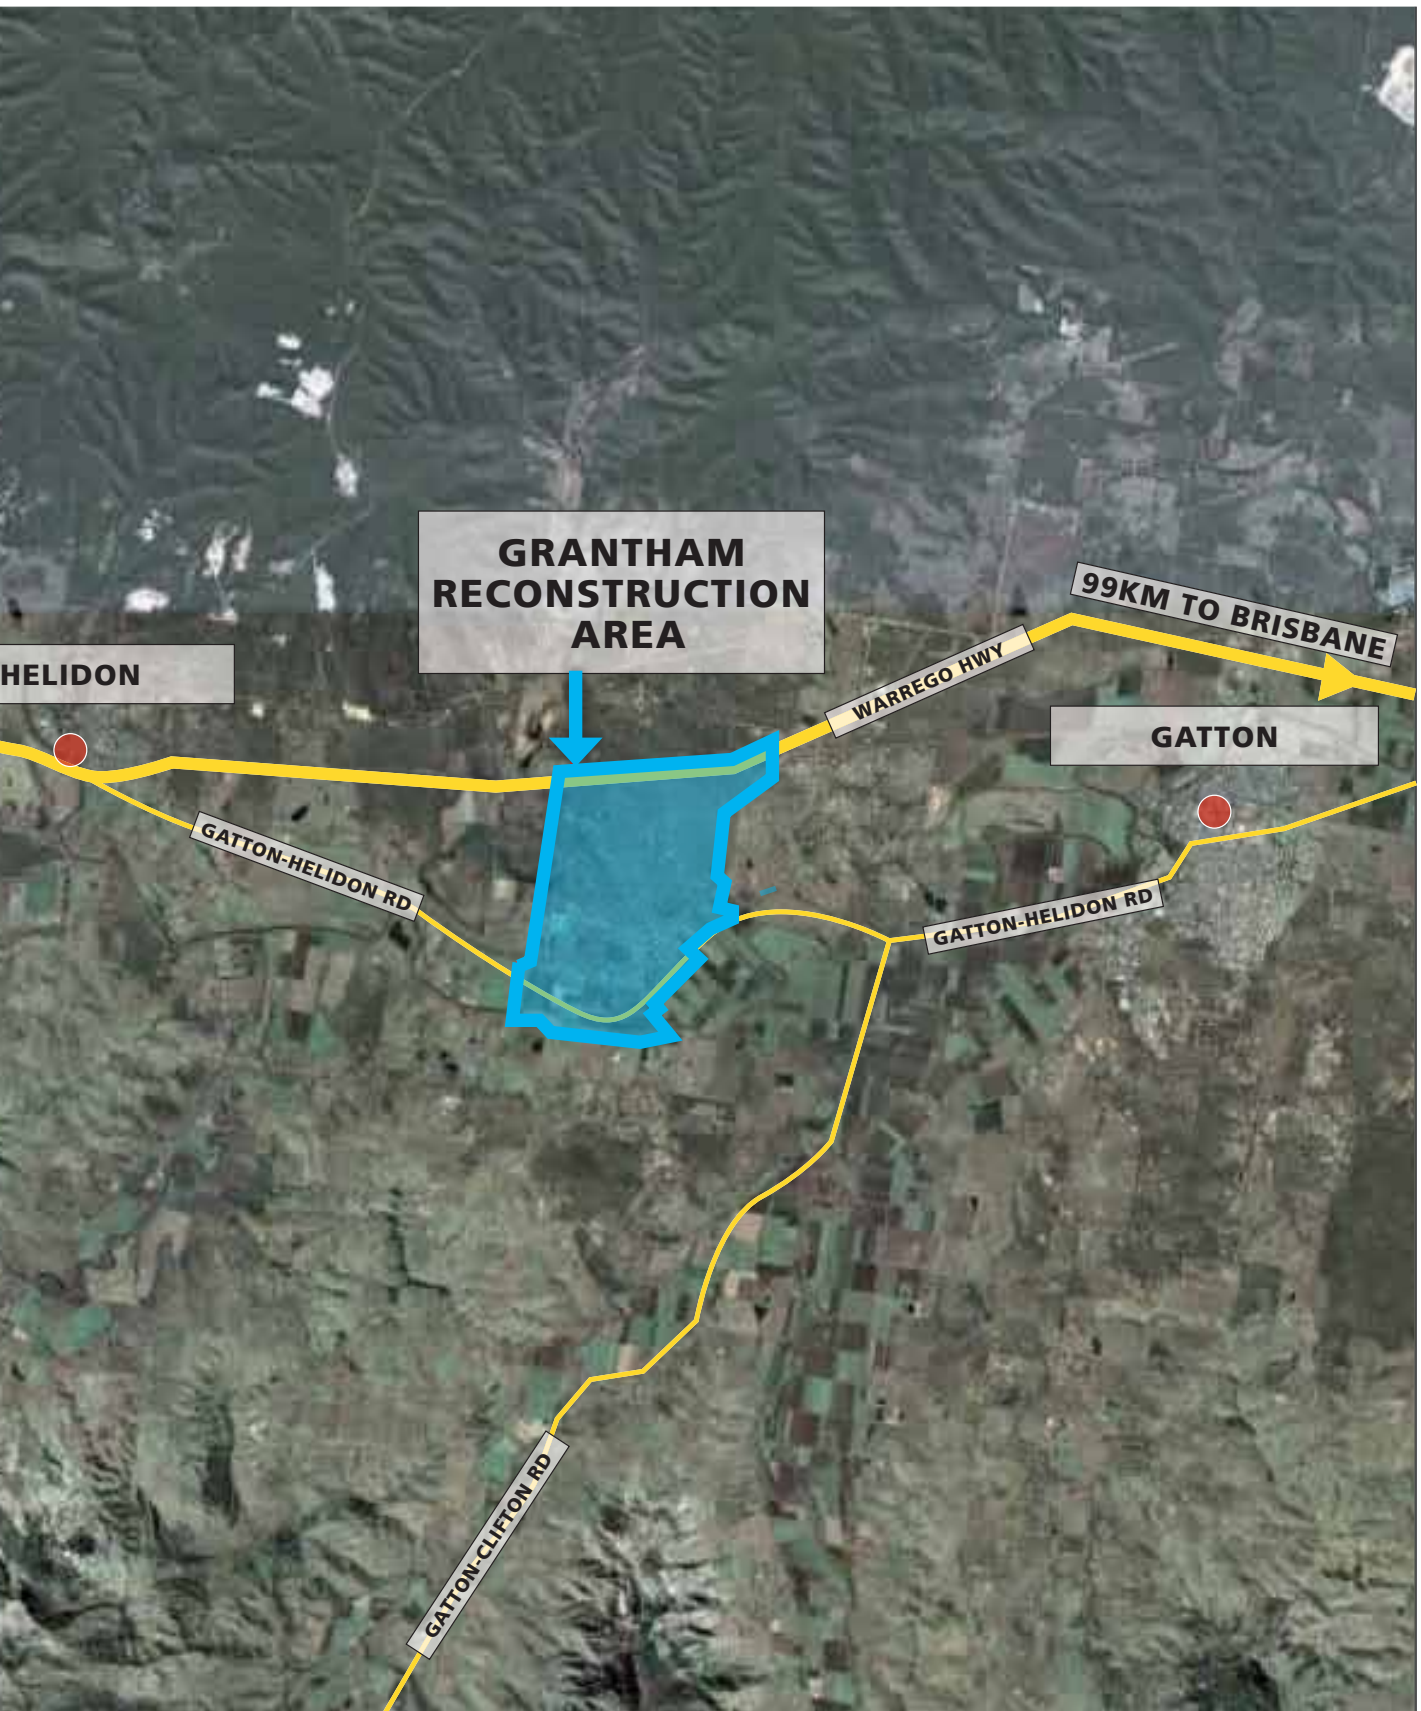 GRANTHAM
RECONSTRUCTION
AREA
99KM TO BRISBANE
HELIDON
WARREGO HWY
GATTON
GATTON-HELIDON RD
GATTON-HELIDON RD
GATTON-CLIFTON RD